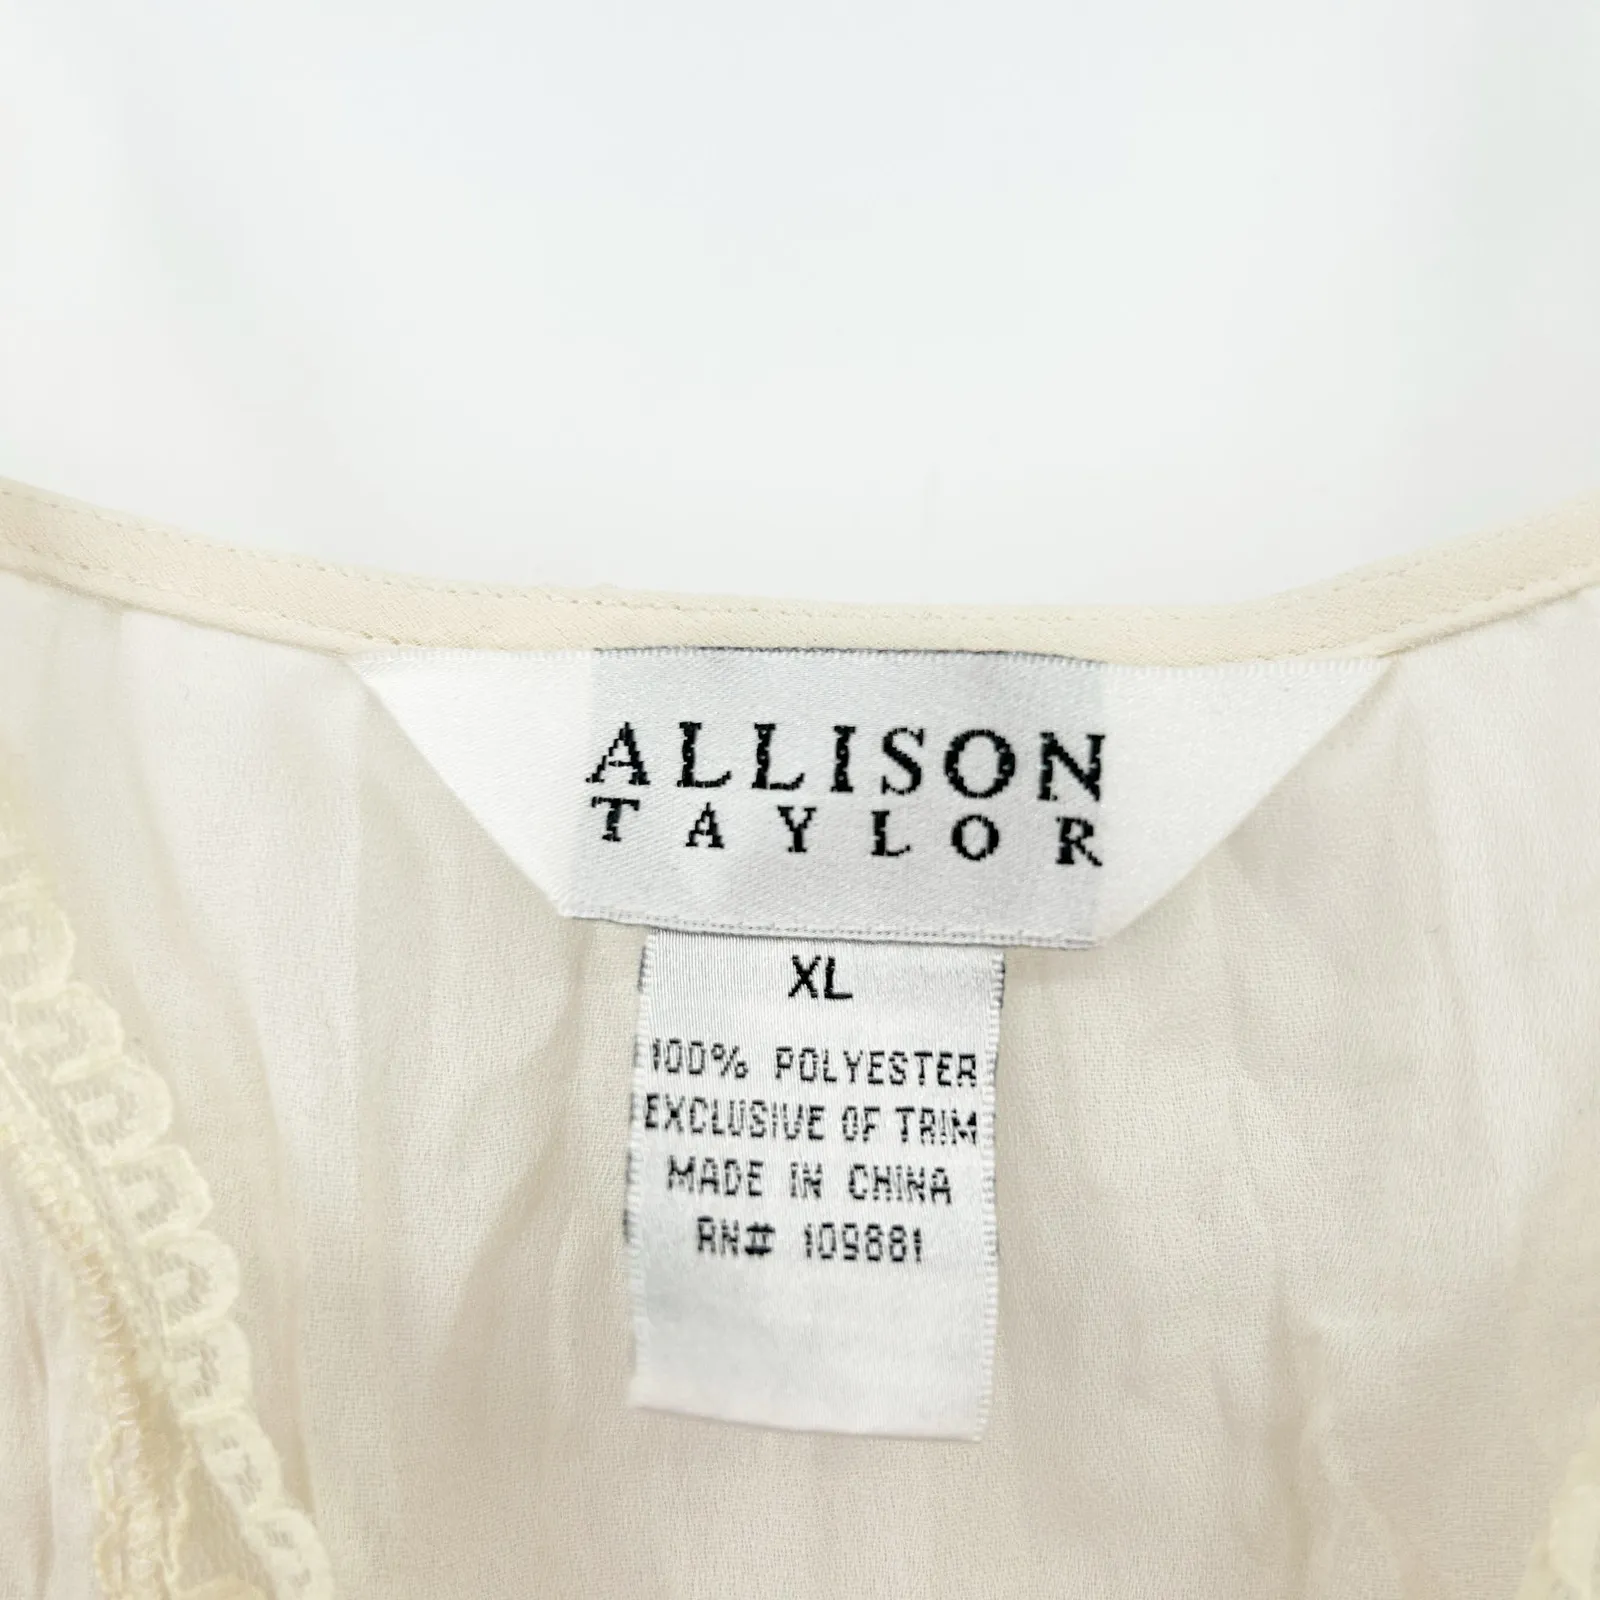 ALLISON
TAYLOR
XL
100% POLYESTER
EXCLUSIVE OF TRIM
MADE IN CHINA
RN# 109881